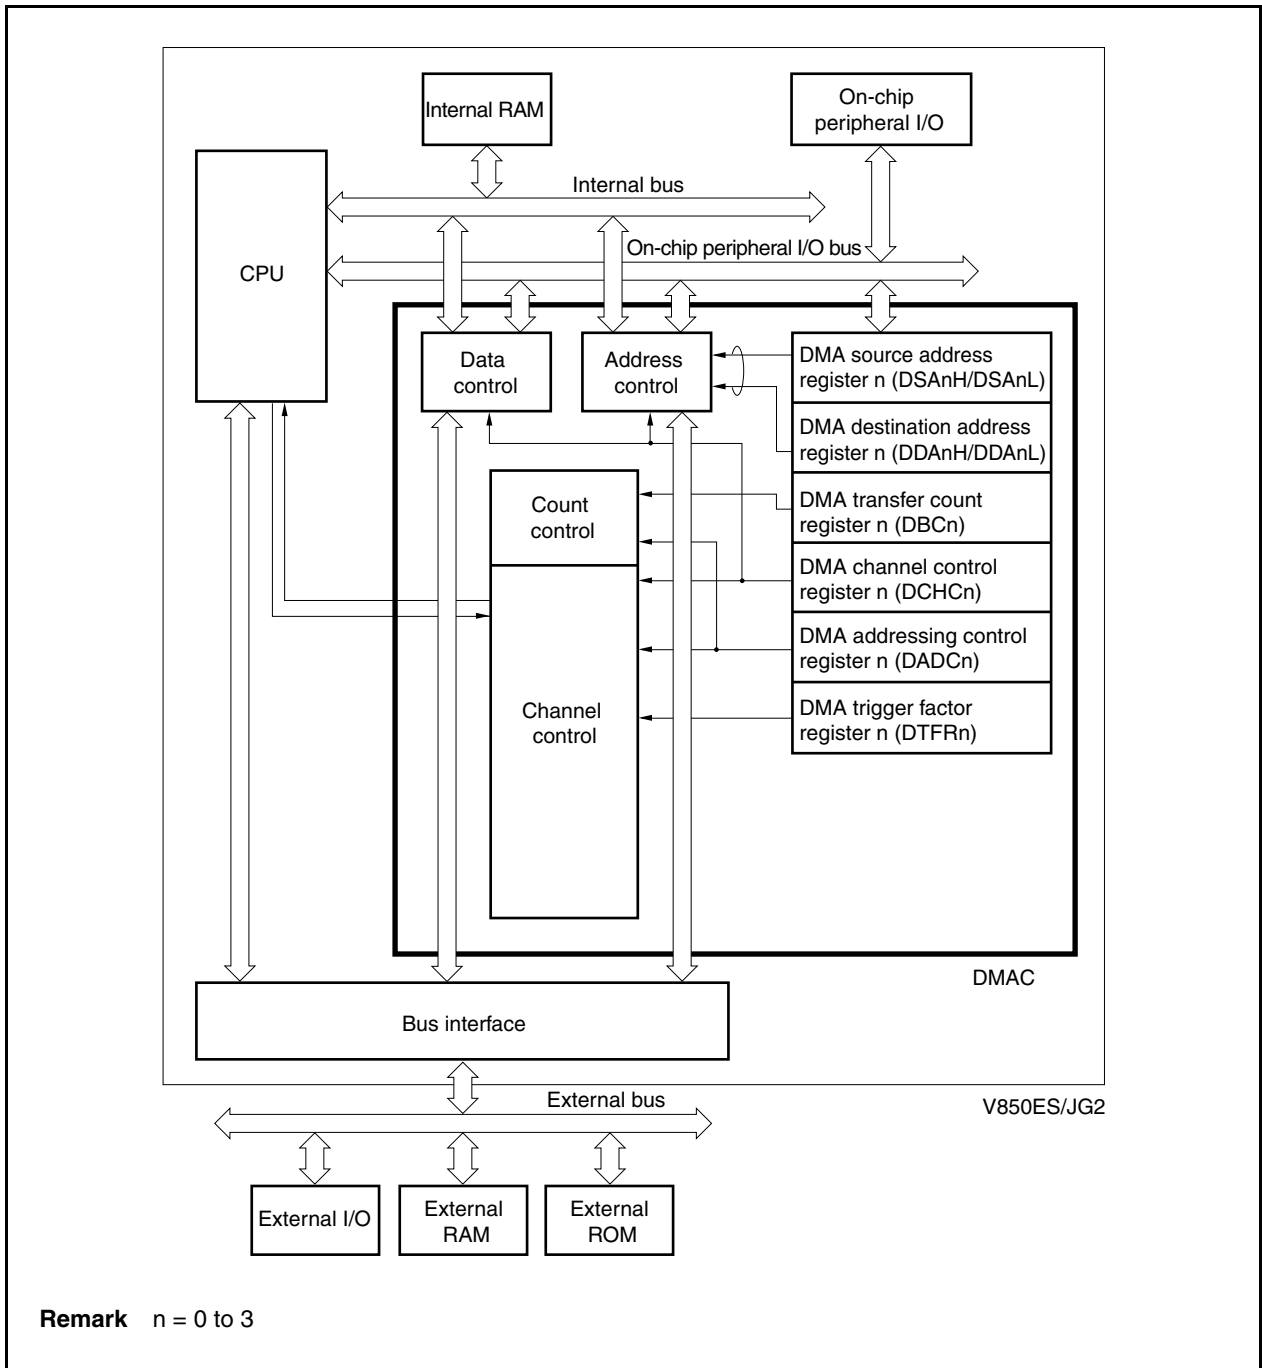 Internal RAM
On-chip
peripheral I/O
Internal bus
On-chip peripheral I/O bus
CPU
Data
control
Address
control
DMA source address
register n (DSAnH/DSAnL)
DMA destination address
register n (DDAnH/DDAnL)
Count
control
DMA transfer count
register n (DBCn)
DMA channel control
register n (DCHCn)
DMA addressing control
register n (DADCn)
Channel
control
DMA trigger factor
register n (DTFRn)
DMAC
Bus interface
External bus
V850ES/JG2
External I/O
External
RAM
External
ROM
Remark n = 0 to 3